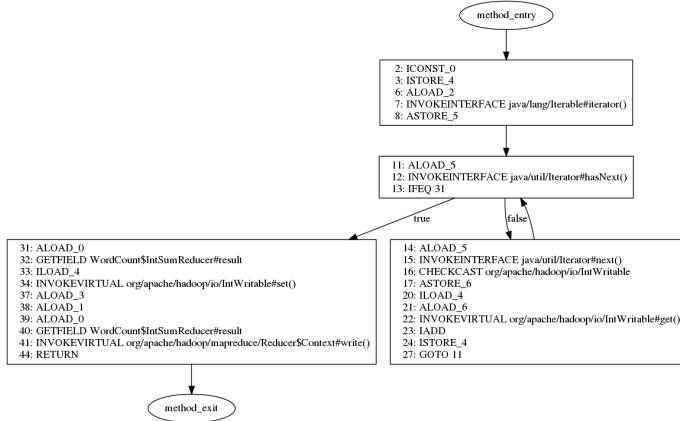 method_entry
2: ICONST_0
3: ISTORE_4
6: ALOAD_2
7: INVOKEINTERFACE java/lang/Iterable#iterator()
8: ASTORE_5
11: ALOAD_5
12: INVOKEINTERFACE java/util/Iterator#hasNext()
13: IFEQ 31
true
false
31: ALOAD_0
32: GETFIELD WordCount$IntSumReducer#result
33: ILOAD_4
34: INVOKEVIRTUAL org/apache/hadoop/io/IntWritable#set()
37: ALOAD_3
38: ALOAD_1
39: ALOAD_0
40: GETFIELD WordCount$IntSumReducer#result
41: INVOKEVIRTUAL org/apache/hadoop/mapreduce/Reducer$Context#write()
44: RETURN
14: ALOAD_5
15: INVOKEINTERFACE java/util/Iterator#next()
16: CHECKCAST org/apache/hadoop/io/IntWritable
17: ASTORE_6
20: ILOAD_4
21: ALOAD_6
22: INVOKEVIRTUAL org/apache/hadoop/io/IntWritable#get()
23: IADD
24: ISTORE_4
27: GOTO 11
method_exit